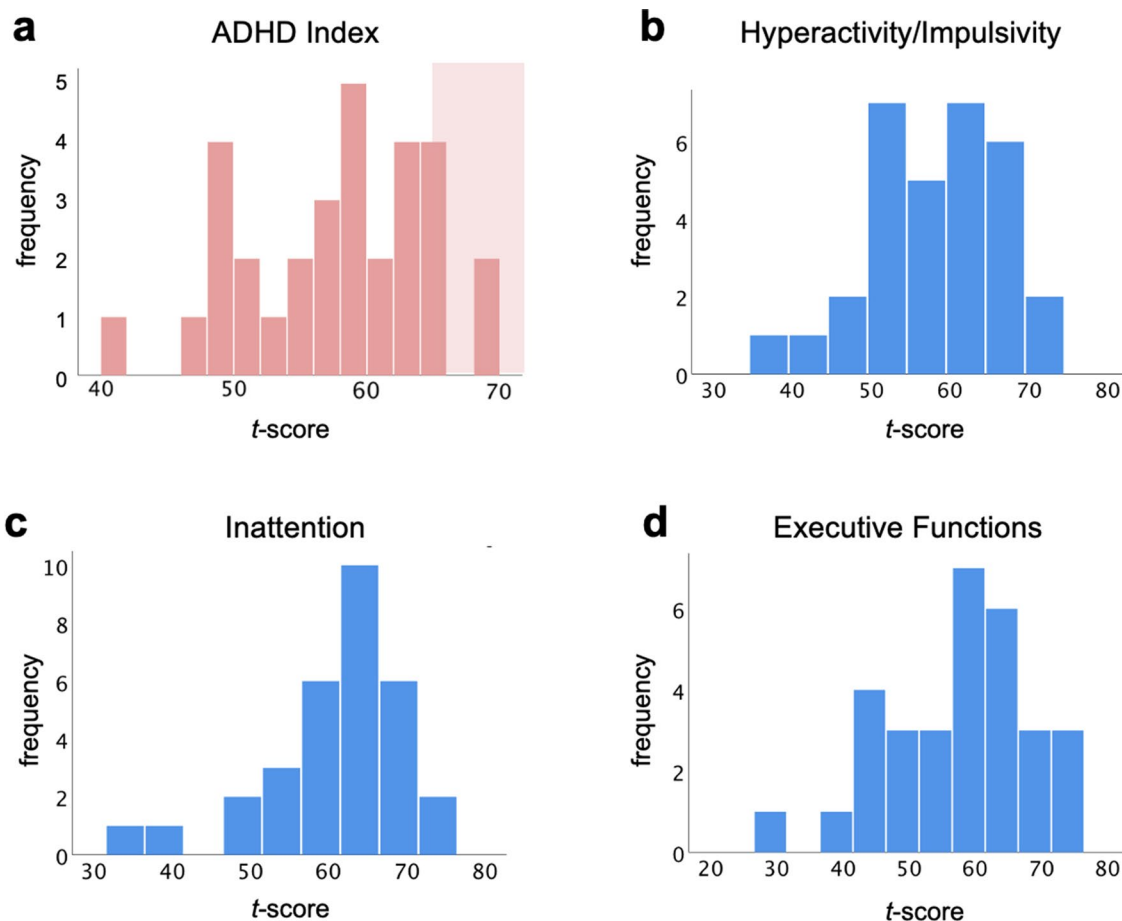 a
ADHD Index
5
4
3
2
1
0
frequency
40 50 60 70
t-score
b
Hyperactivity/Impulsivity
6
4
2
0
frequency
30 40 50 60 70 80
t-score
c
Inattention
10
8
6
4
2
0
frequency
30 40 50 60 70 80
t-score
d
Executive Functions
6
4
2
0
frequency
20 30 40 50 60 70 80
t-score